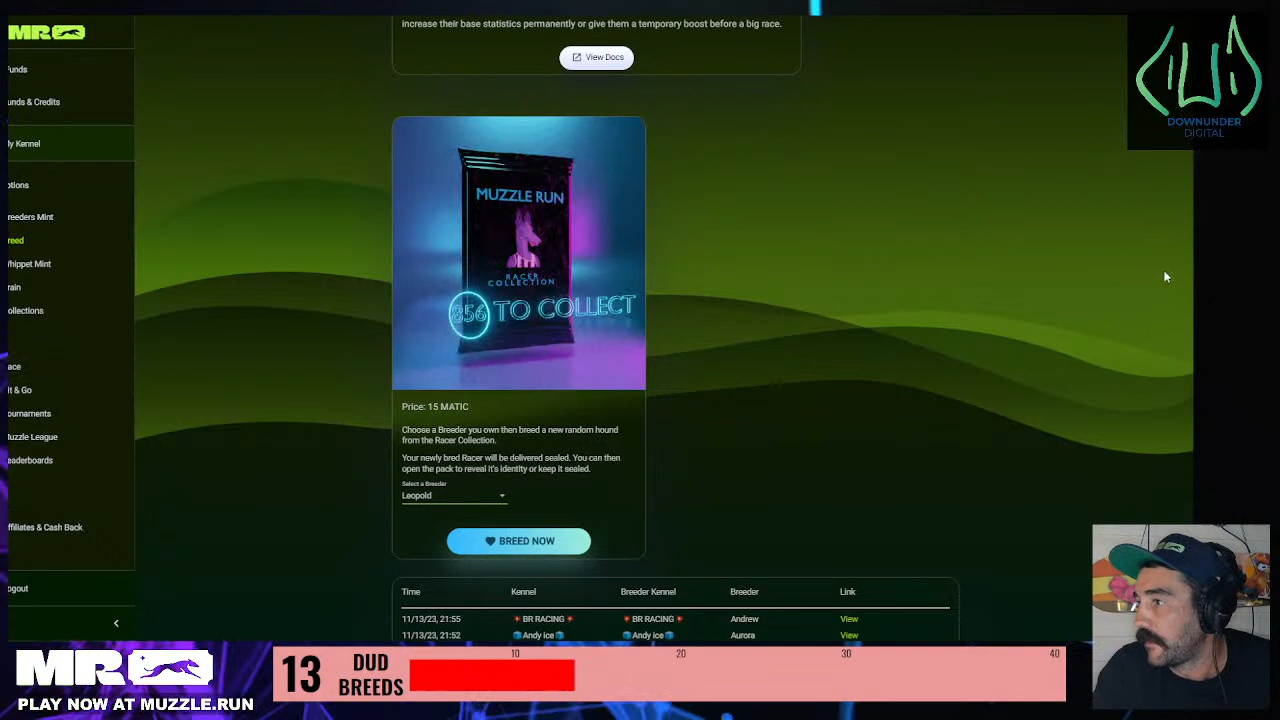 increase their base statistics permanently or give them a temporary boost before a big race.
View Docs
MR
Funds
unds & Credits
My Kennel
ptions
reeders Mint
reed
Whippet Mint
rain
ollections
ace
it & Go
ournaments
Muzzle League
eaderboards
ffiliates & Cash Back
ogout
MUZZLE RUN
RACER
COLLECTION
856 TO COLLECT
Price: 15 MATIC
Choose a Breeder you own then breed a new random hound
from the Racer Collection.
Your newly bred Racer will be delivered sealed. You can then
open the pack to reveal it's identity or keep it sealed.
Select a Breeder
Leopold
BREED NOW
Time Kennel Breeder Kennel Breeder Link
11/13/23, 21:55 BR RACING BR RACING Andrew View
11/13/23, 21:52 Andy ice Andy ice Aurora View
DOWNUNDER
DIGITAL
MR
PLAY NOW AT MUZZLE.RUN
13 DUD
BREEDS
10 20 30 40